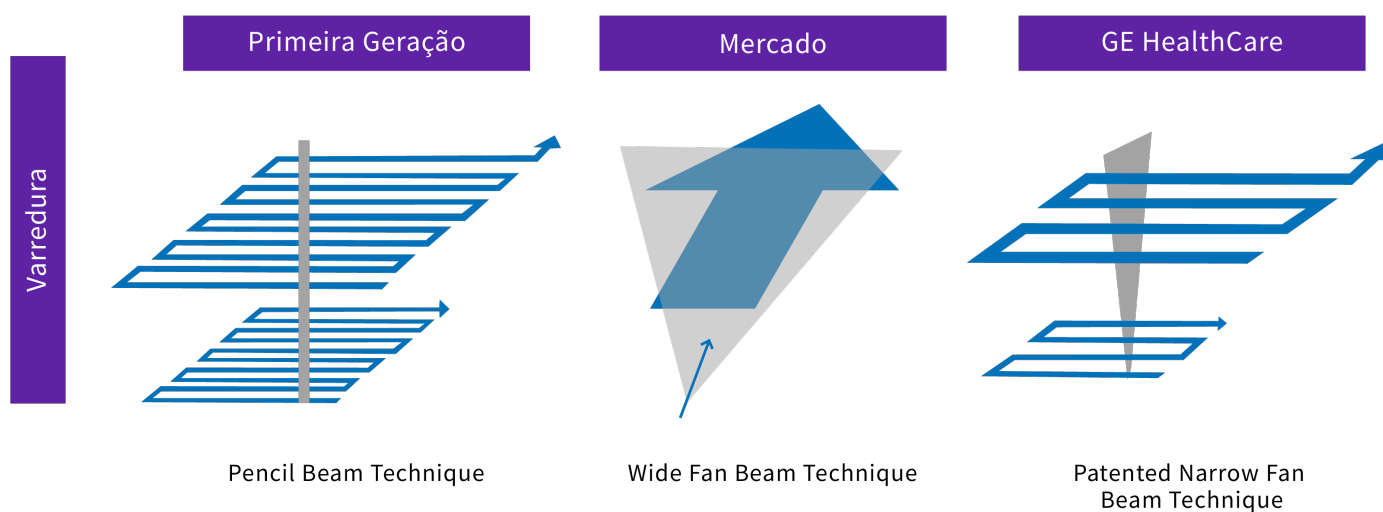 Primeira Geração
Mercado
GE HealthCare
Varredura
Pencil Beam Technique
Wide Fan Beam Technique
Patented Narrow Fan
Beam Technique